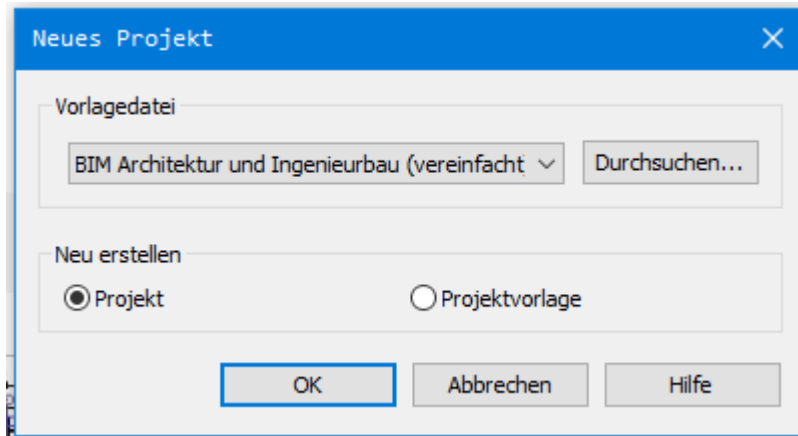 Neues Projekt
Vorlagedatei
BIM Architektur und Ingenieurbau (vereinfacht
Durchsuchen...
Neu erstellen
Projekt
Projektvorlage
OK
Abbrechen
Hilfe